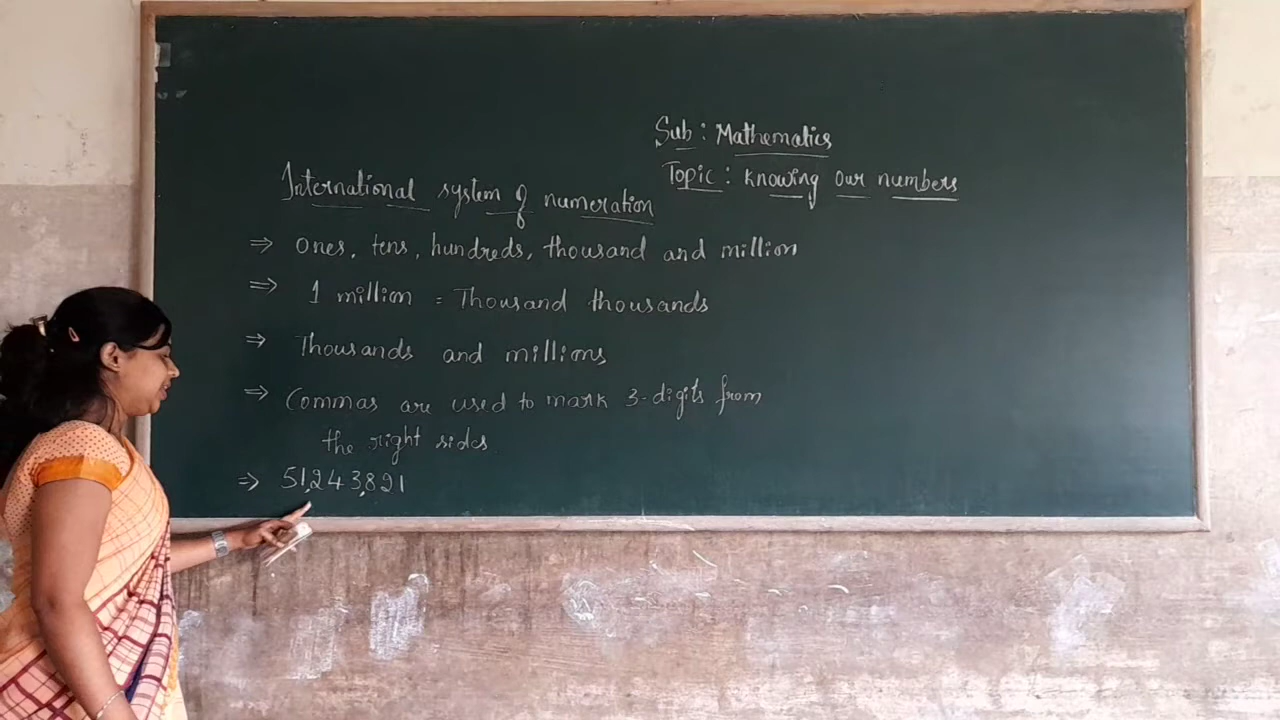 Sub : Mathematics
Topic : Knowing our numbers
International system of numeration
⇒ Ones, tens, hundreds, thousand and million
⇒ 1 million = Thousand thousands
⇒ Thousands and millions
⇒ Commas are used to mark 3-digits from
the right sides.
⇒ 51,243,821